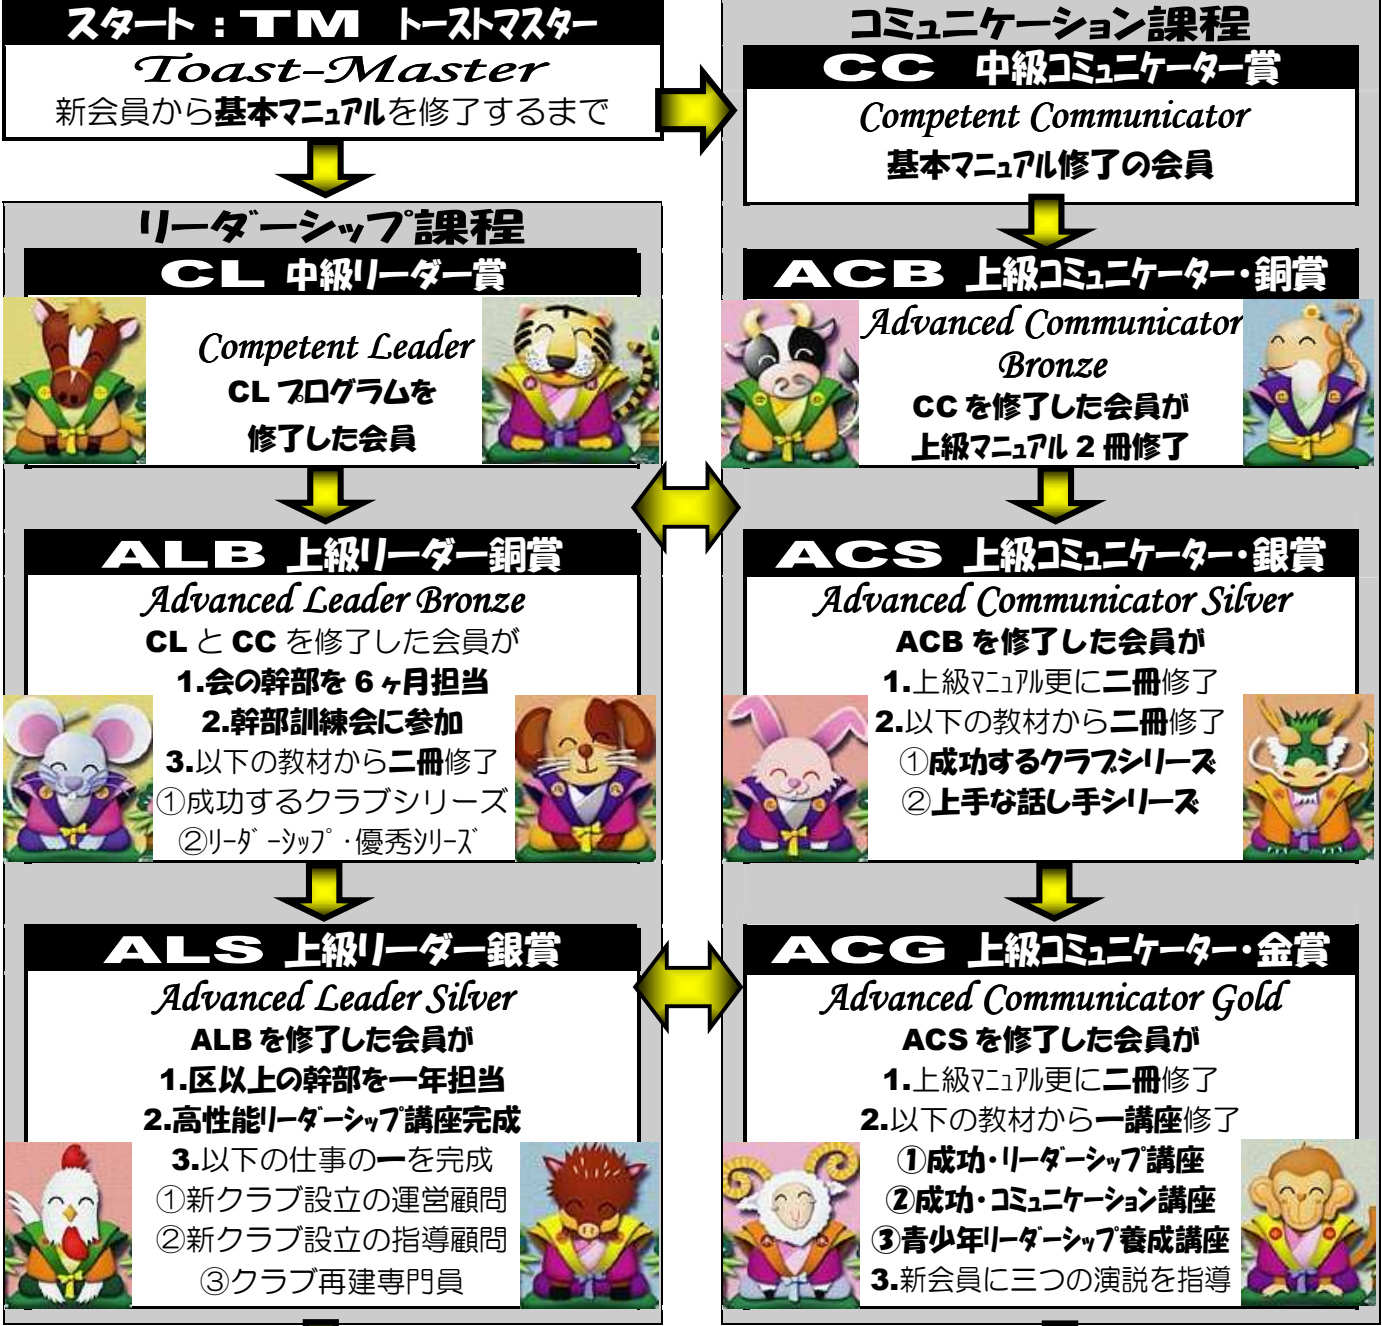 スタート：TM トーストマスター
Toast-Master
新会員から基本マニュアルを修了するまで
リーダーシップ課程
CL 中級リーダー賞
Competent Leader
CL プログラムを
修了した会員
ALB 上級リーダー銅賞
Advanced Leader Bronze
CL と CC を修了した会員が
1.会の幹部を 6 ヶ月担当
2.幹部訓練会に参加
3.以下の教材から二冊修了
①成功するクラブシリーズ
②リーダーシップ・優秀シリーズ
ALS 上級リーダー銀賞
Advanced Leader Silver
ALB を修了した会員が
1.区以上の幹部を一年担当
2.高性能リーダーシップ講座完成
3.以下の仕事の一を完成
①新クラブ設立の運営顧問
②新クラブ設立の指導顧問
③クラブ再建専門員
コミュニケーション課程
CC 中級コミュニケーター賞
Competent Communicator
基本マニュアル修了の会員
ACB 上級コミュニケーター・銅賞
Advanced Communicator
Bronze
CC を修了した会員が
上級マニュアル 2 冊修了
ACS 上級コミュニケーター・銀賞
Advanced Communicator Silver
ACB を修了した会員が
1.上級マニュアル更に二冊修了
2.以下の教材から二冊修了
①成功するクラブシリーズ
②上手な話し手シリーズ
ACG 上級コミュニケーター・金賞
Advanced Communicator Gold
ACS を修了した会員が
1.上級マニュアル更に二冊修了
2.以下の教材から一講座修了
①成功・リーダーシップ講座
②成功・コミュニケーション講座
③青少年リーダーシップ養成講座
3.新会員に三つの演説を指導